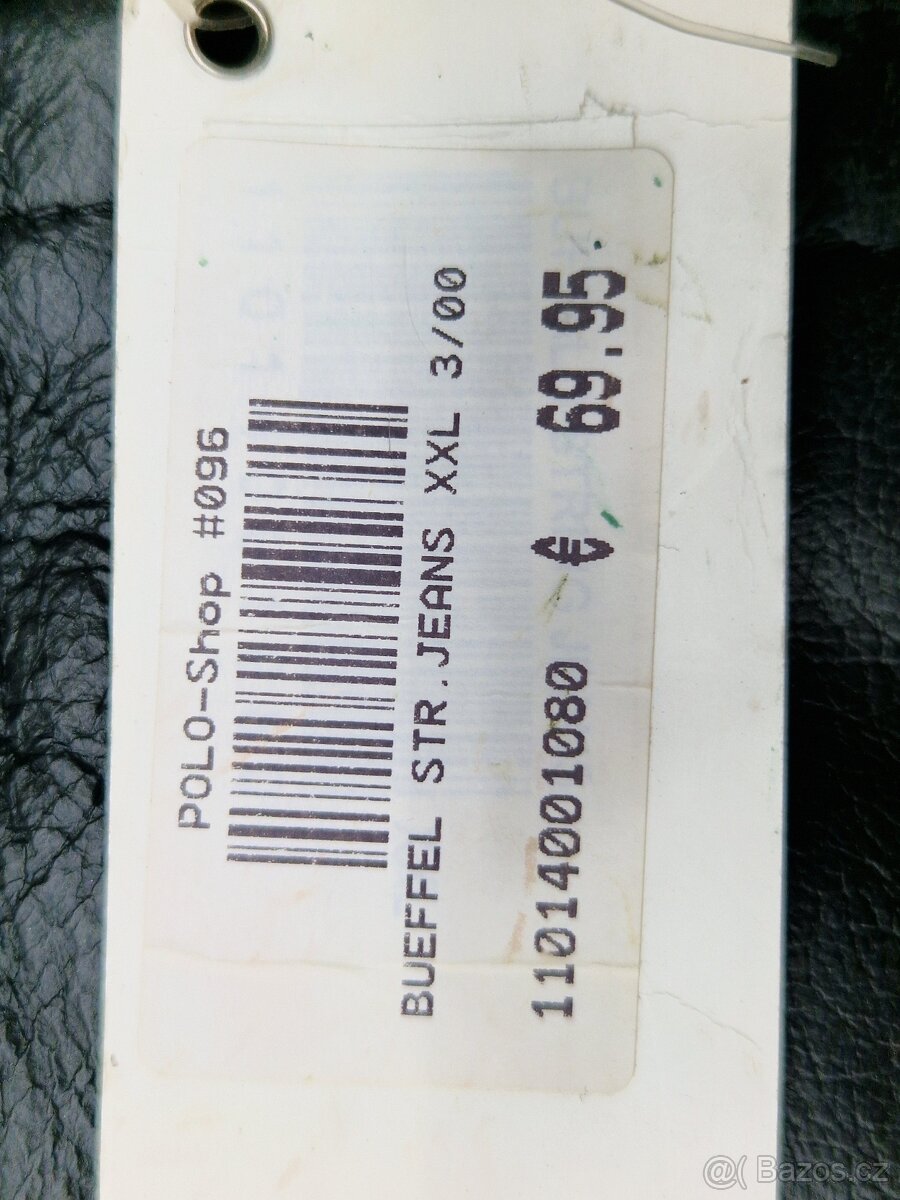 POLO-Shop #096
BUEFFEL STR.JEANS XXL 3/00
11014001080 € 69.95
@( Bazos.cz